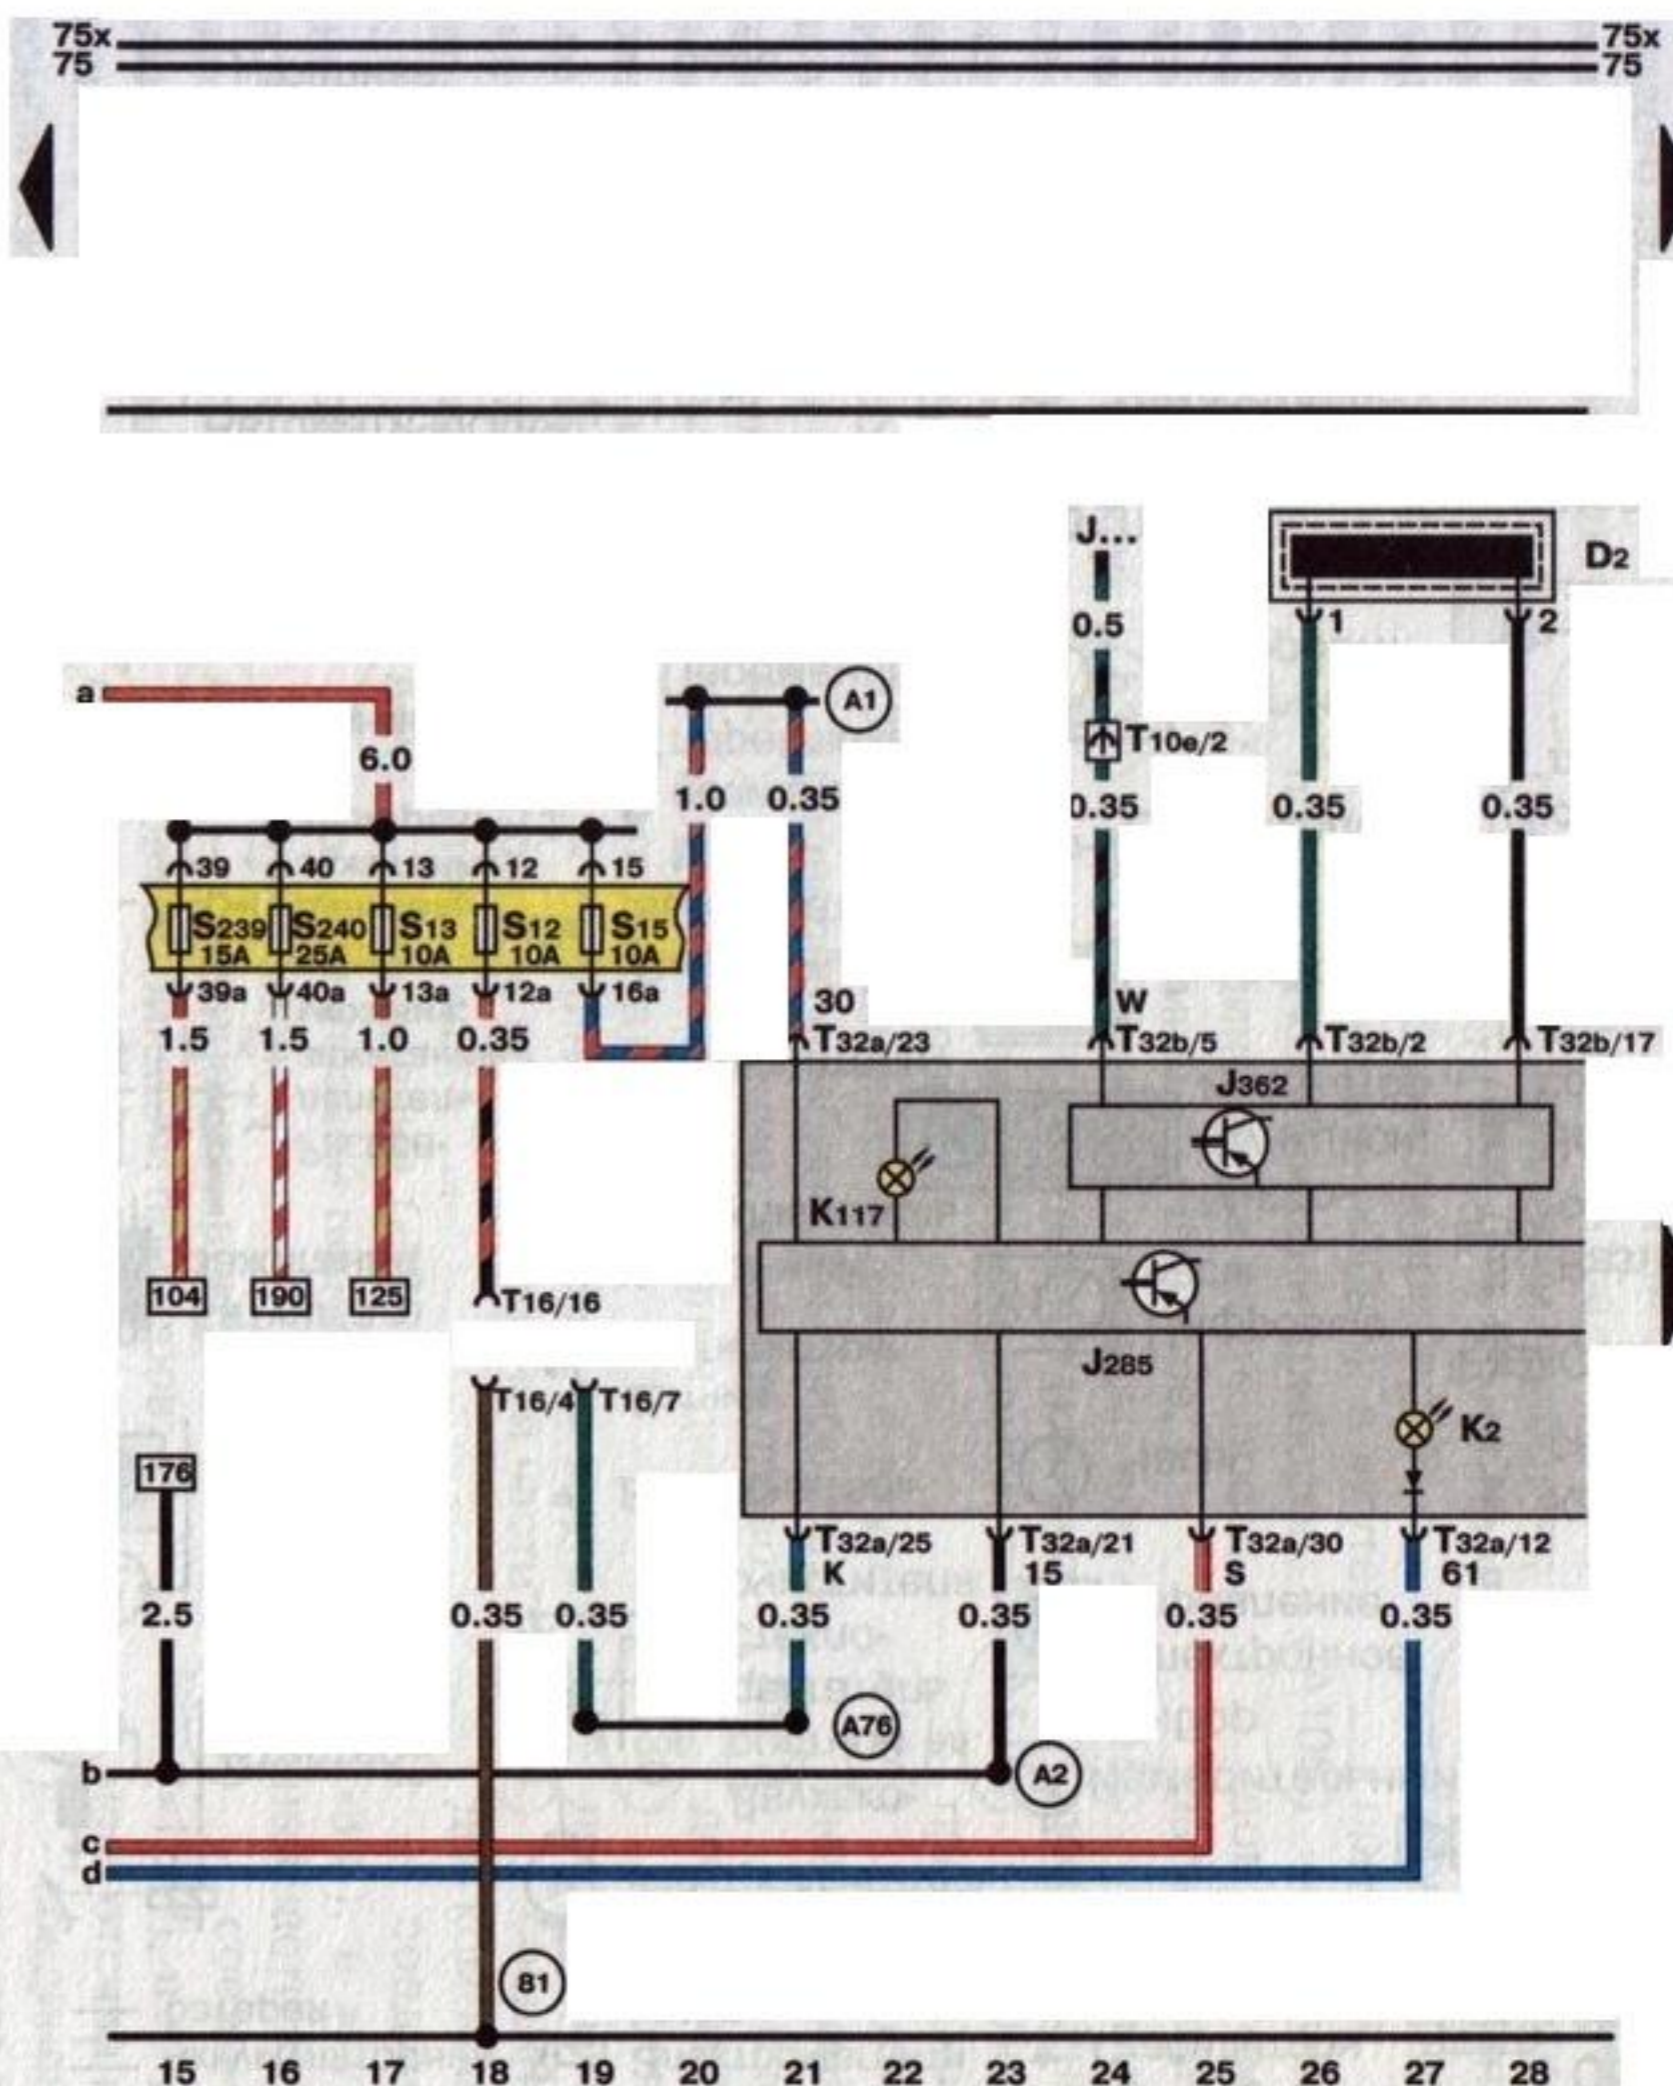 75x 75x
75 75
J...
D2
0.5
1 2
a
A1
6.0
T10e/2
1.0 0.35 0.35 0.35 0.35
39 40 13 12 15
S239 S240 S13 S12 S15
15A 25A 10A 10A 10A
39a 40a 13a 12a 16a
30 W
1.5 1.5 1.0 0.35
T32a/23 T32b/5 T32b/2 T32b/17
J362
K117
104 190 125 T16/16
J285
T16/4 T16/7
K2
176
T32a/25 T32a/21 T32a/30 T32a/12
K 15 S 61
2.5 0.35 0.35 0.35 0.35 0.35 0.35
A76
b A2
c
d
81
15 16 17 18 19 20 21 22 23 24 25 26 27 28